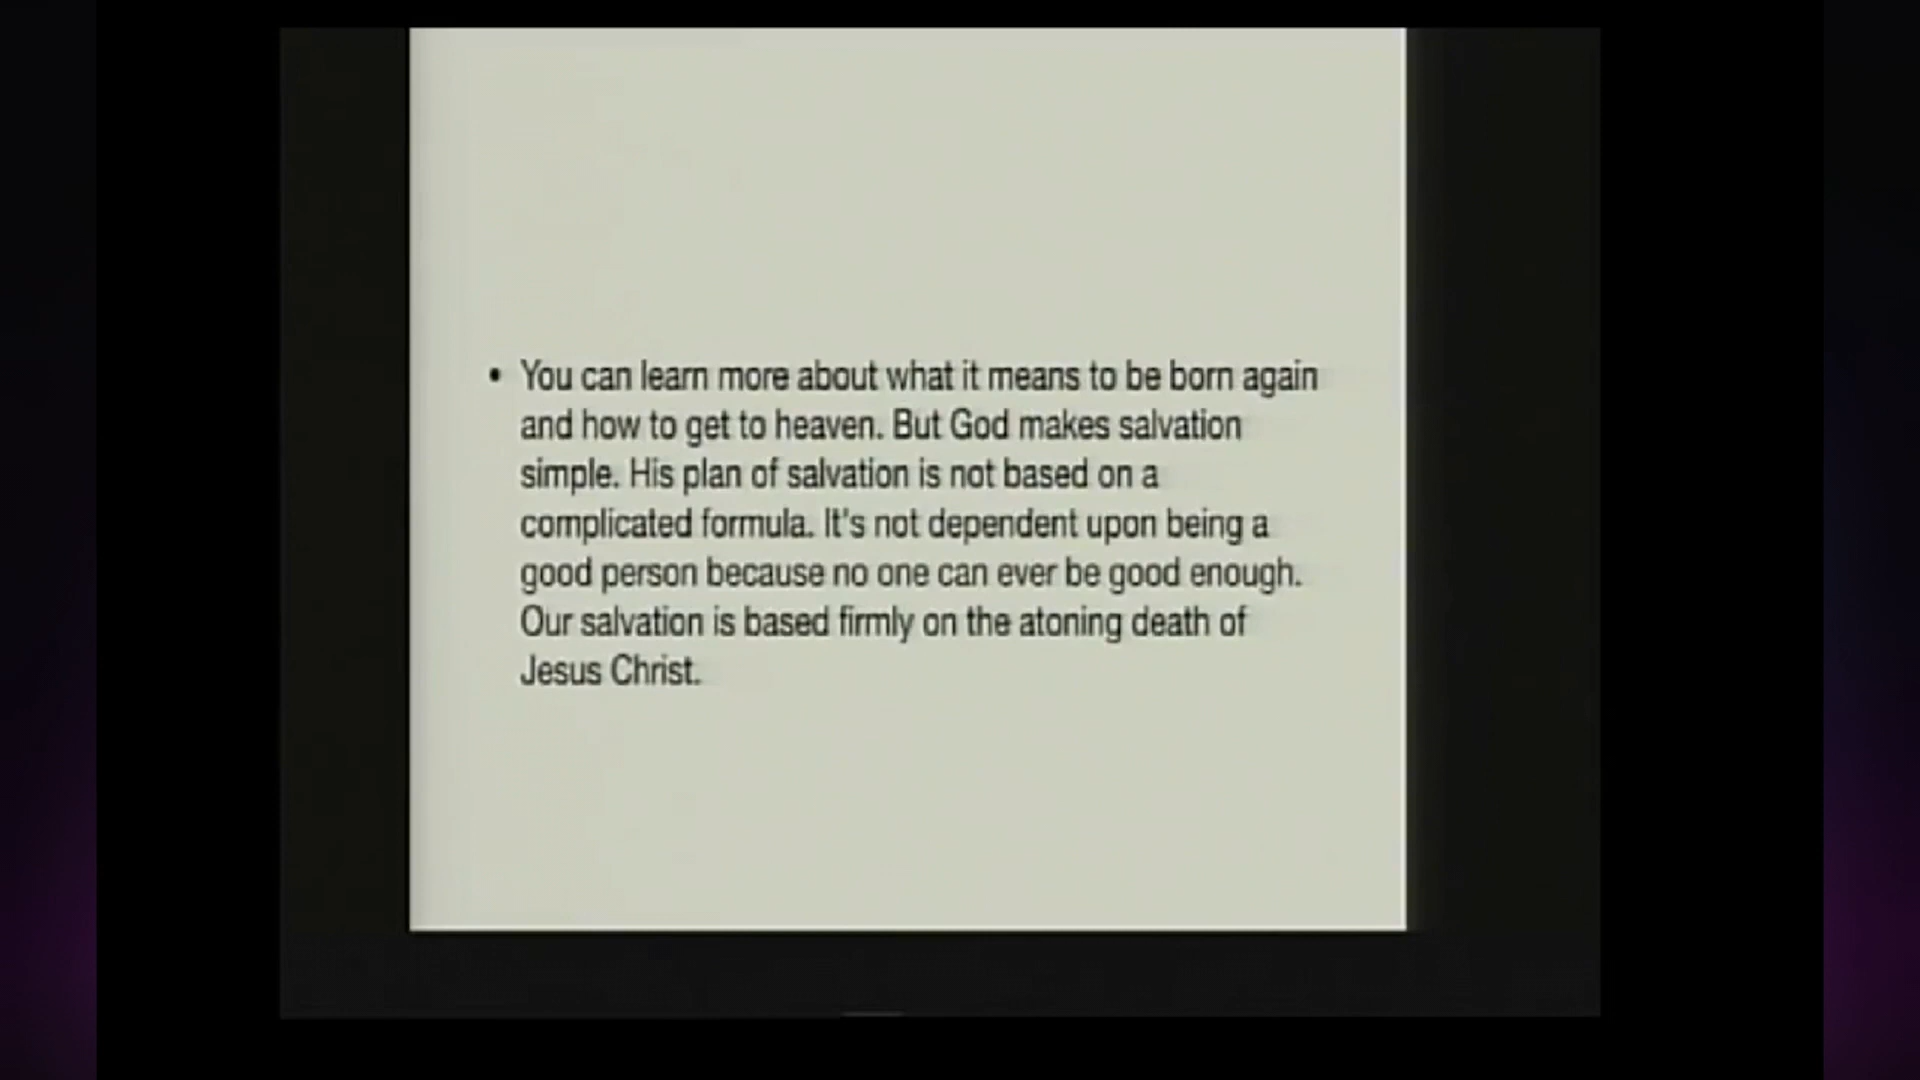 • You can learn more about what it means to be born again
and how to get to heaven. But God makes salvation
simple. His plan of salvation is not based on a
complicated formula. It's not dependent upon being a
good person because no one can ever be good enough.
Our salvation is based firmly on the atoning death of
Jesus Christ.